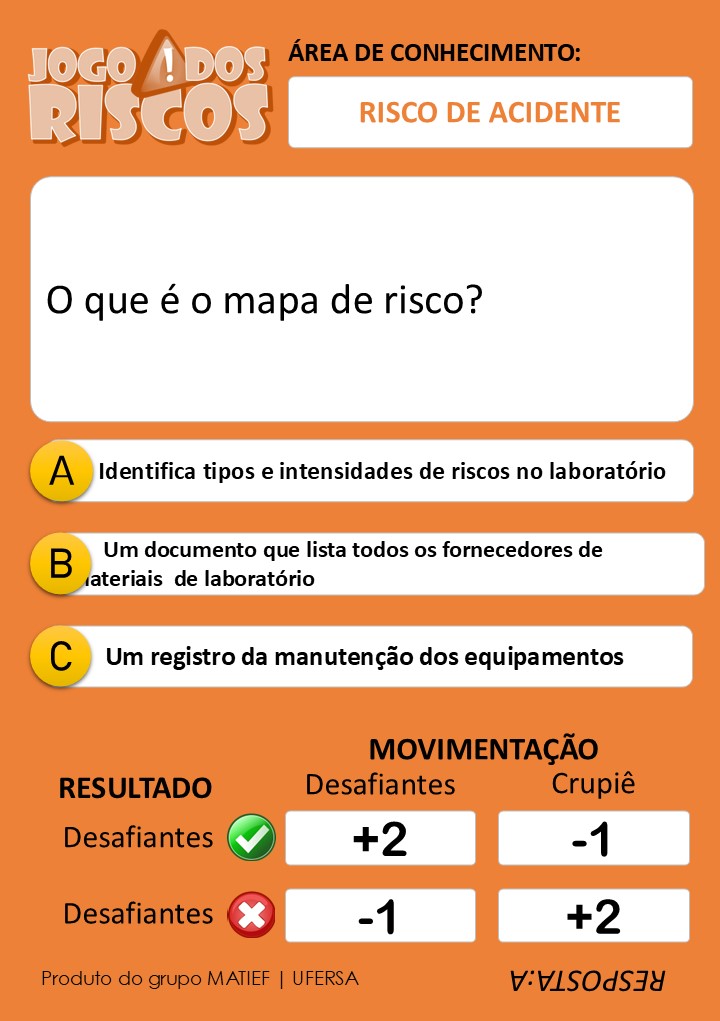 JOGO DOS
RISCOS
ÁREA DE CONHECIMENTO:
RISCO DE ACIDENTE
O que é o mapa de risco?
A Identifica tipos e intensidades de riscos no laboratório
B Um documento que lista todos os fornecedores de
ateriais de laboratório
C Um registro da manutenção dos equipamentos
MOVIMENTAÇÃO
RESULTADO Desafiantes Crupiê
Desafiantes +2 -1
Desafiantes -1 +2
Produto do grupo MATIEF | UFERSA
RESPOSTA:A